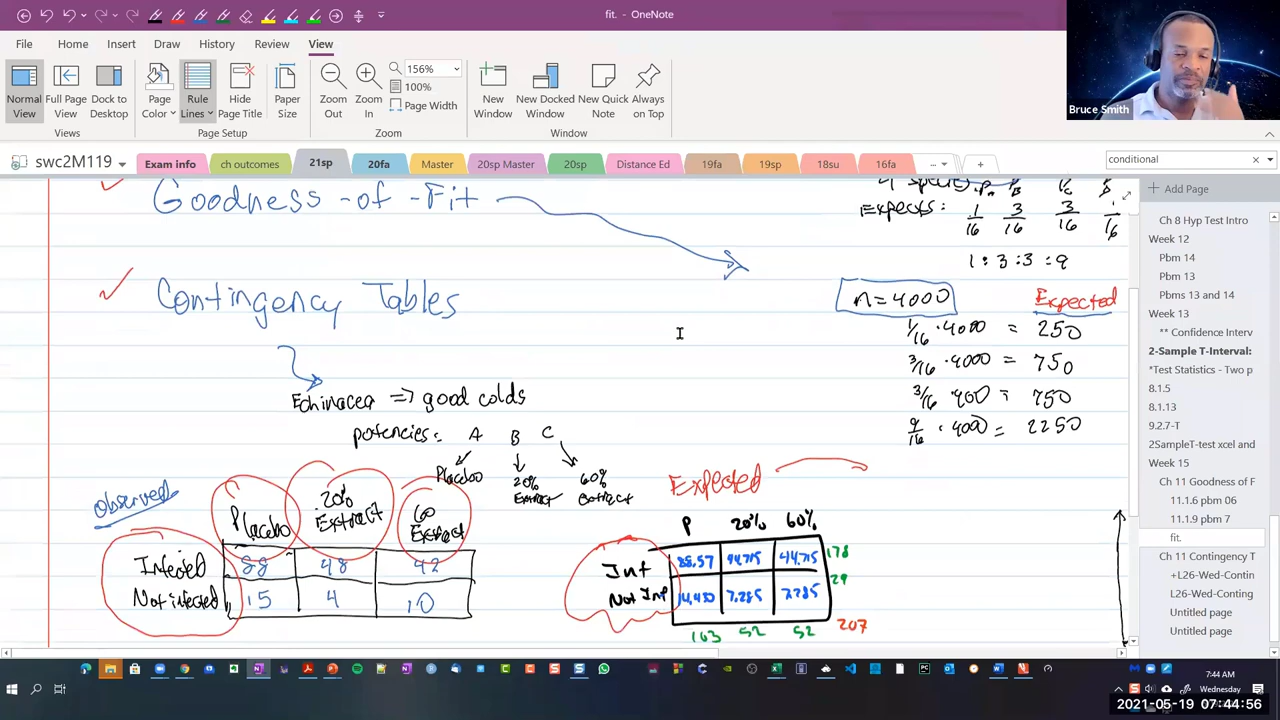 fit. - OneNote
File Home Insert Draw History Review View
Normal View
Full Page View
Dock to Desktop
Page Color
Rule Lines
Hide Page Title
Paper Size
Zoom Out
Zoom In
156%
100%
Page Width
New Window
New Docked Window
New Quick Note
Always on Top
Views
Page Setup
Zoom
Window
Bruce Smith
swc2M119
Exam info ch outcomes 21sp 20fa Master 20sp Master 20sp Distance Ed 19fa 19sp 18su 16fa
conditional
Add Page
Ch 8 Hyp Test Intro
Week 12
Pbm 14
Pbm 13
Pbms 13 and 14
Week 13
** Confidence Interv
2-Sample T-Interval:
*Test Statistics - Two p
8.1.5
8.1.13
9.2.7-T
2SampleT-test xcel and
Week 15
Ch 11 Goodness of F
11.1.6 pbm 06
11.1.9 pbm 7
fit.
Ch 11 Contingency T
+L26-Wed-Contin
L26-Wed-Conting
Untitled page
Untitled page
Goodness-of-Fit
Expects: 1/16 3/16 3/16
1:3:3:9
Contingency Tables
n=4000 Expected
1/16 · 4000 = 250
3/16 · 4000 = 750
3/16 · 400 = 750
9/16 · 4000 = 2250
Echinacea => good colds
potencies: A B C
Placebo 20% Extract 60% Extract
observed
Placebo 20% Extract 60 Extract
Infected 88 48 42
Not infected 15 4 10
Expected
P 20% 60%
Inf 88.57 44.715 44.715 178
Not Inf 14.430 7.285 7.285 29
103 52 52 207
7:44 AM
Wednesday
2021-05-19 07:44:56